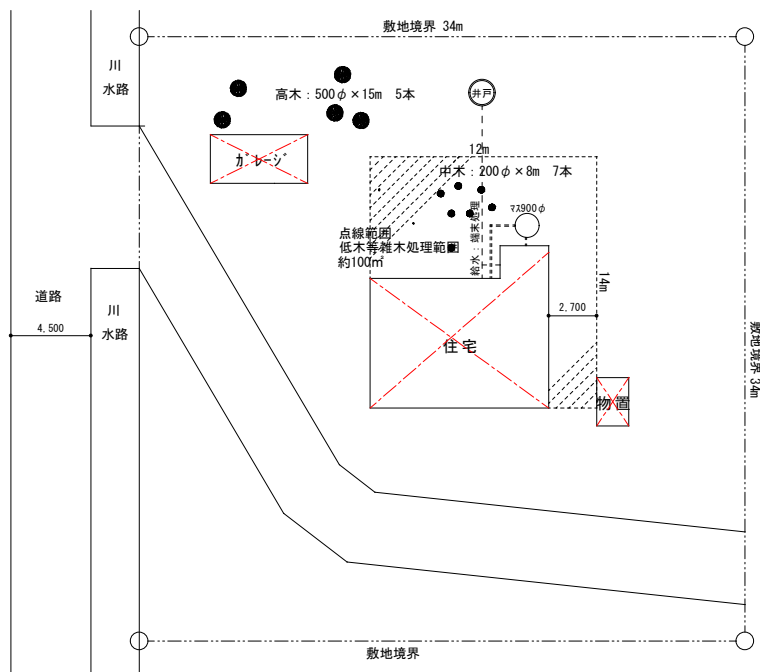 敷地境界 34m
川
水路
高木：500φ×15m 5本
井戸
ｶﾞﾚｰｼﾞ
12m
中木：200φ×8m 7本
ﾏｽ900φ
給水：端末処理
点線範囲
低木等雑木処理範囲
約100㎡
14m
道路
4,500
川
水路
2,700
住宅
物置
敷地境界 34m
敷地境界